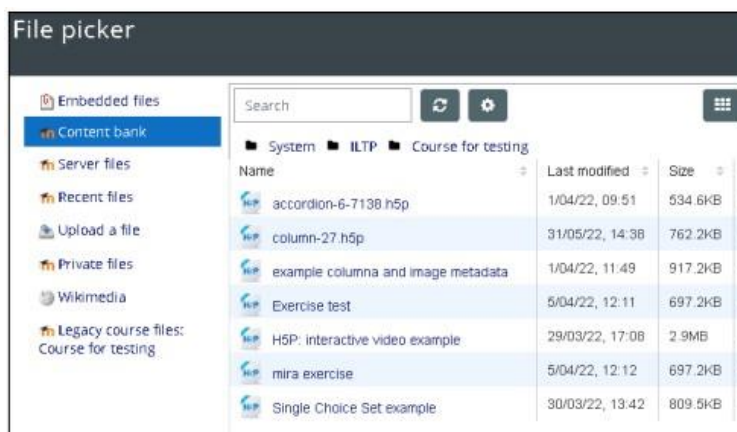 File picker
Embedded files
Content bank
Server files
Recent files
Upload a file
Private files
Wikimedia
Legacy course files:
Course for testing
Search
System ILTP Course for testing
Name Last modified Size
accordion-6-7138.h5p 1/04/22, 09:51 534.6KB
column-27.h5p 31/05/22, 14:38 762.2KB
example columna and image metadata 1/04/22, 11:49 917.2KB
Exercise test 5/04/22, 12:11 697.2KB
H5P: interactive video example 29/03/22, 17:08 2.9MB
mira exercise 5/04/22, 12:12 697.2KB
Single Choice Set example 30/03/22, 13:42 809.5KB